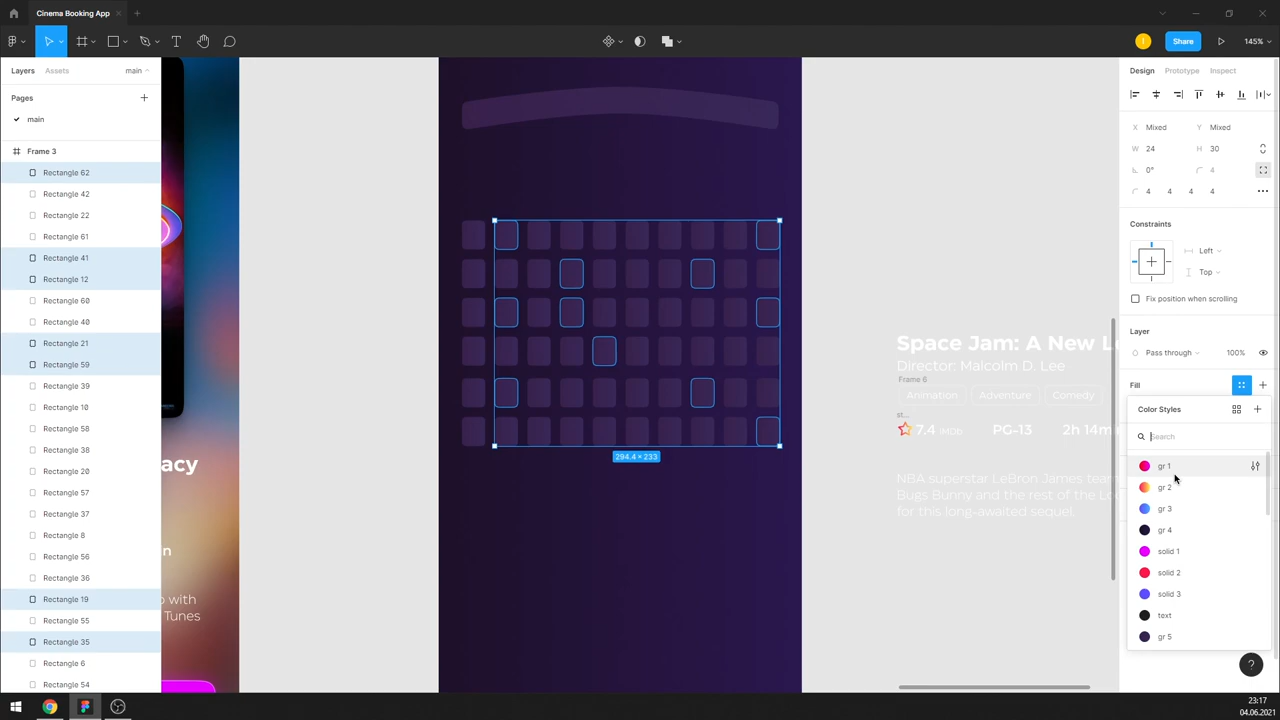 Cinema Booking App
Share
145%
Layers
Assets
main
Design
Prototype
Inspect
Pages
main
X Mixed
Y Mixed
W 24
H 30
0°
4
4 4 4 4
Frame 3
Rectangle 62
Rectangle 42
Rectangle 22
Rectangle 61
Rectangle 41
Rectangle 12
Rectangle 60
Rectangle 40
Rectangle 21
Rectangle 59
Rectangle 39
Rectangle 10
Rectangle 58
Rectangle 38
Rectangle 20
Rectangle 57
Rectangle 37
Rectangle 8
Rectangle 56
Rectangle 36
Rectangle 19
Rectangle 55
Rectangle 35
Rectangle 6
Rectangle 54
with
Tunes
294.4 × 233
Space Jam: A New
Director: Malcolm D. Lee
Frame 6
Animation
Adventure
Comedy
st...
7.4 IMDb
PG-13
2h 14m
NBA superstar LeBron James team
Bugs Bunny and the rest of the Lo
for this long-awaited sequel.
Constraints
Left
Top
Fix position when scrolling
Layer
Pass through
100%
Fill
Color Styles
Search
gr 1
gr 2
gr 3
gr 4
solid 1
solid 2
solid 3
text
gr 5
?
23:17
04.06.2021